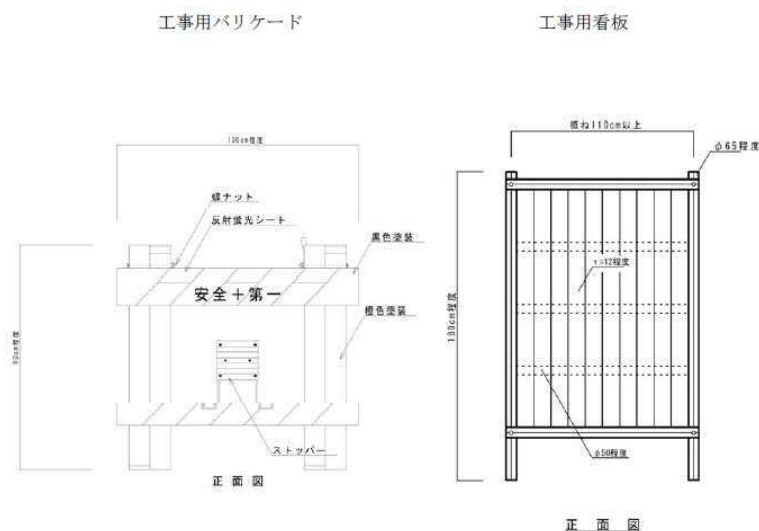 工事用バリケード
工事用看板
100cm程度
蝶ナット
反射蛍光シート
黒色塗装
安全+第一
橙色塗装
90cm程度
ストッパー
正面図
概ね110cm以上
φ65程度
180cm程度
t=12程度
φ50程度
正面図